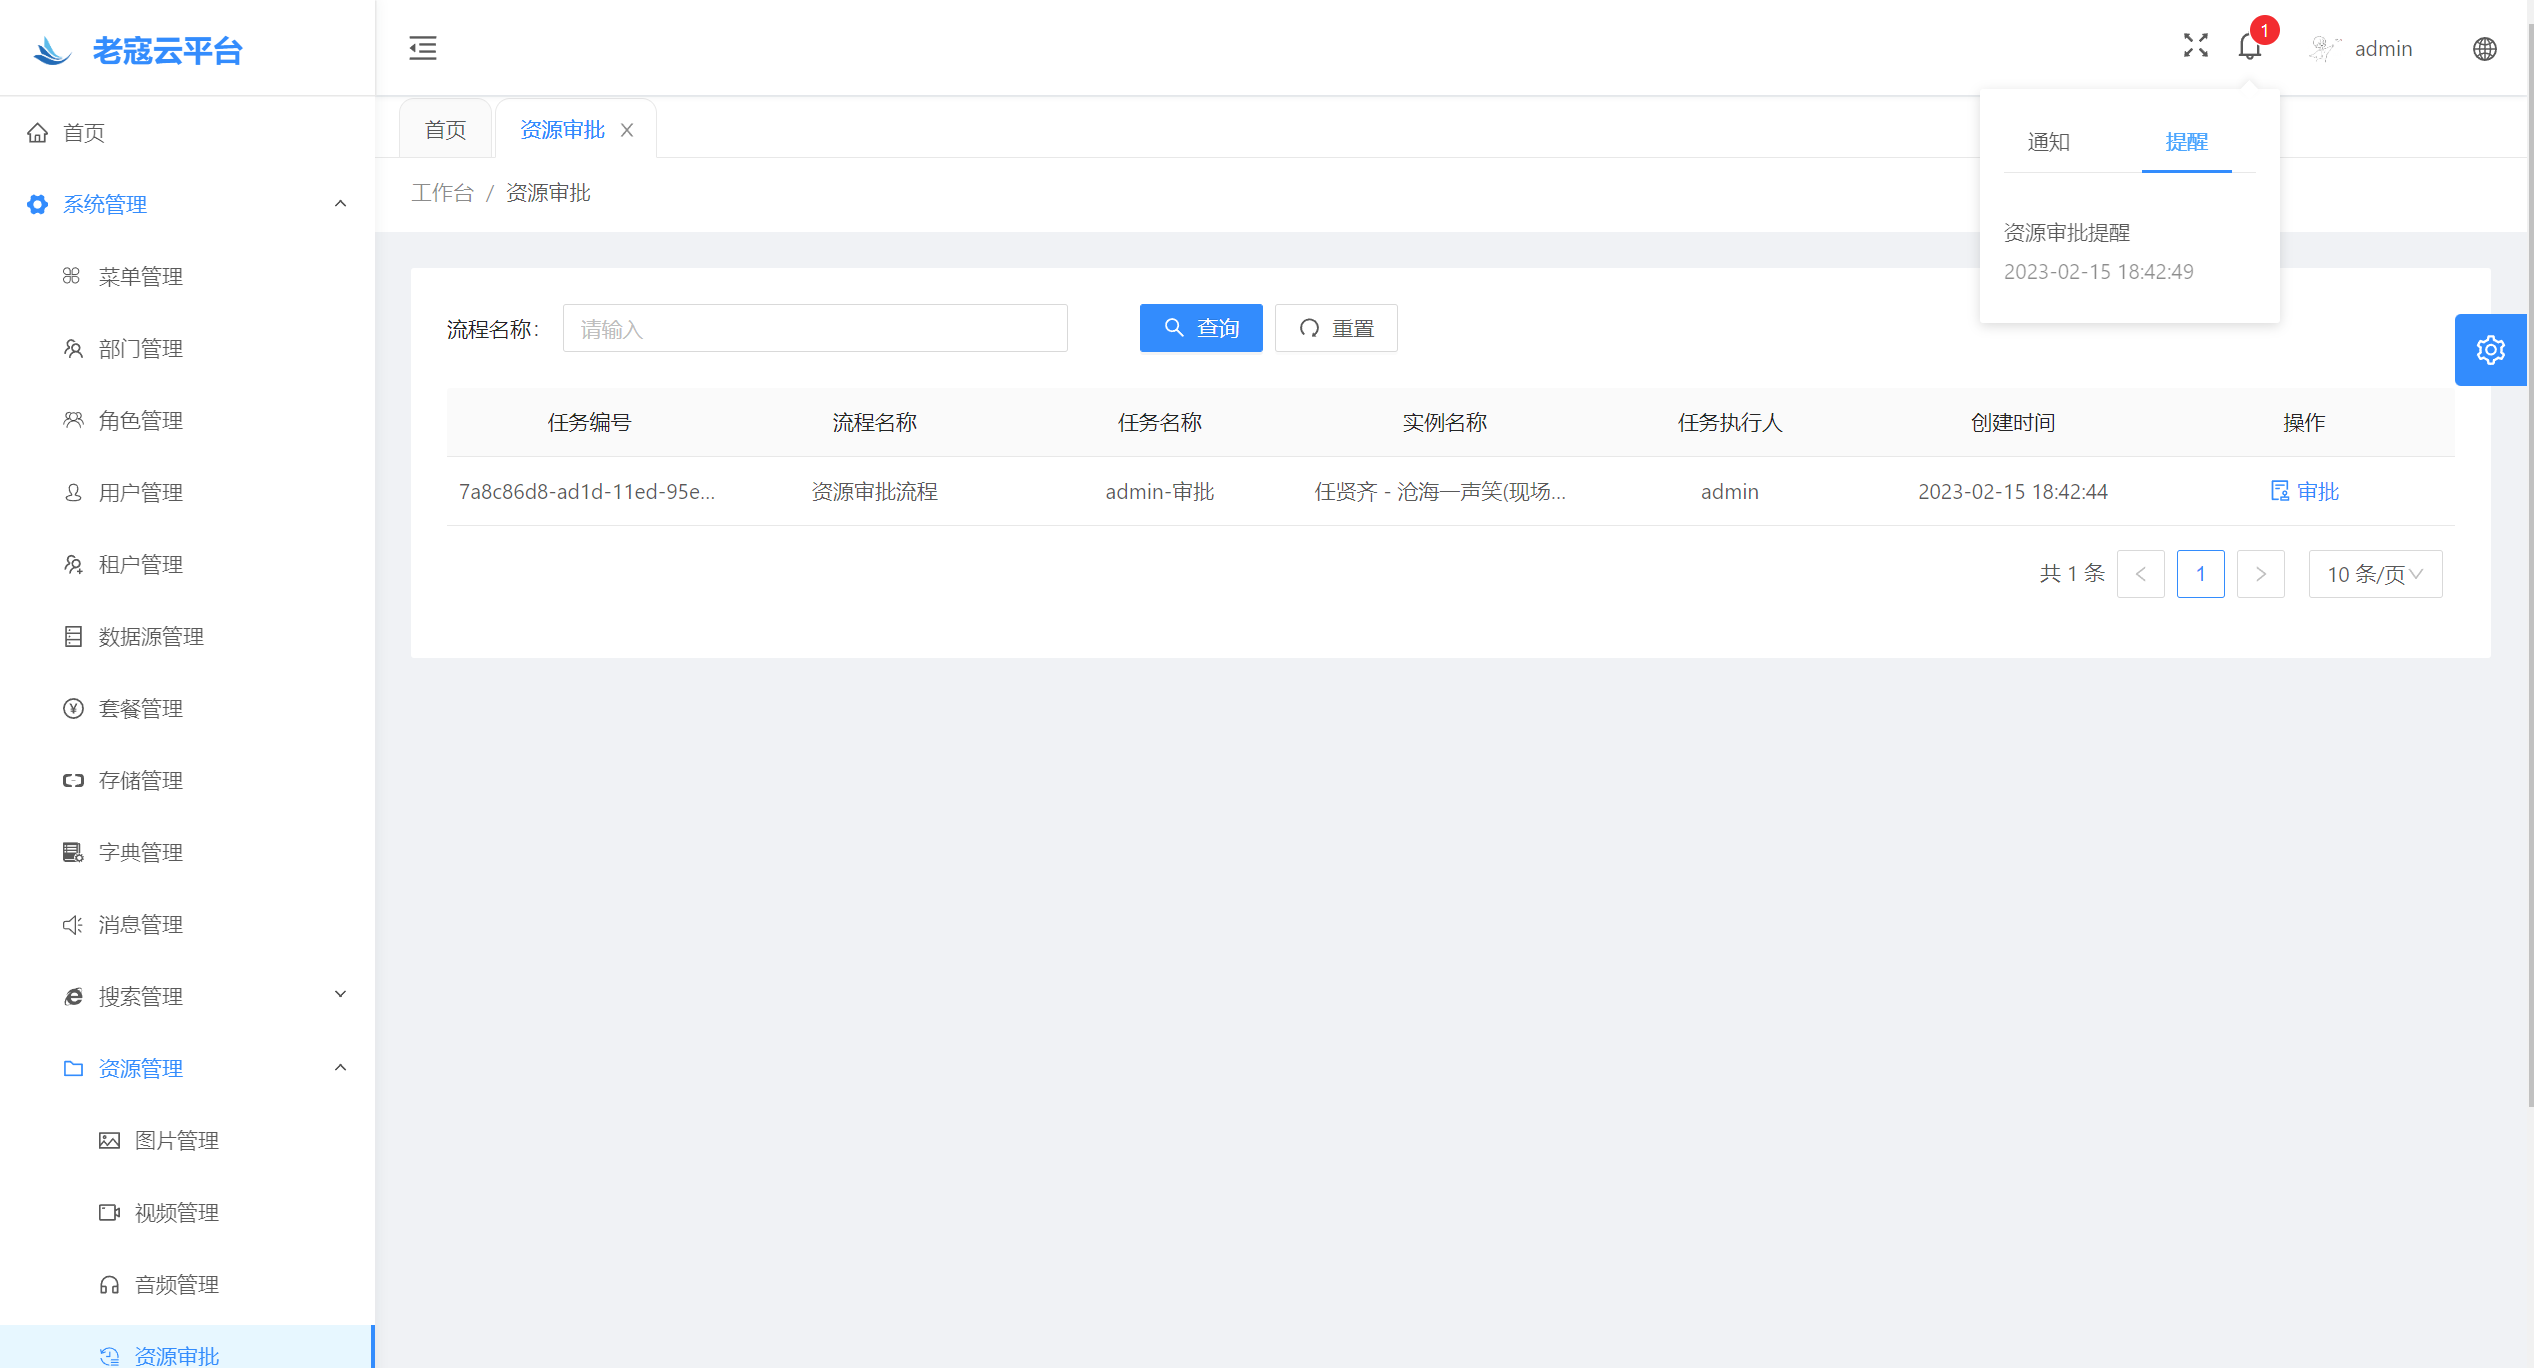 老寇云平台
1
admin
首页
系统管理
菜单管理
部门管理
角色管理
用户管理
租户管理
数据源管理
套餐管理
存储管理
字典管理
消息管理
搜索管理
资源管理
图片管理
视频管理
音频管理
资源审批
首页
资源审批
工作台 / 资源审批
通知
提醒
资源审批提醒
2023-02-15 18:42:49
流程名称:
请输入
查询
重置
任务编号 流程名称 任务名称 实例名称 任务执行人 创建时间 操作
7a8c86d8-ad1d-11ed-95e... 资源审批流程 admin-审批 任贤齐 - 沧海一声笑(现场... admin 2023-02-15 18:42:44 审批
共 1 条 < 1 > 10 条/页